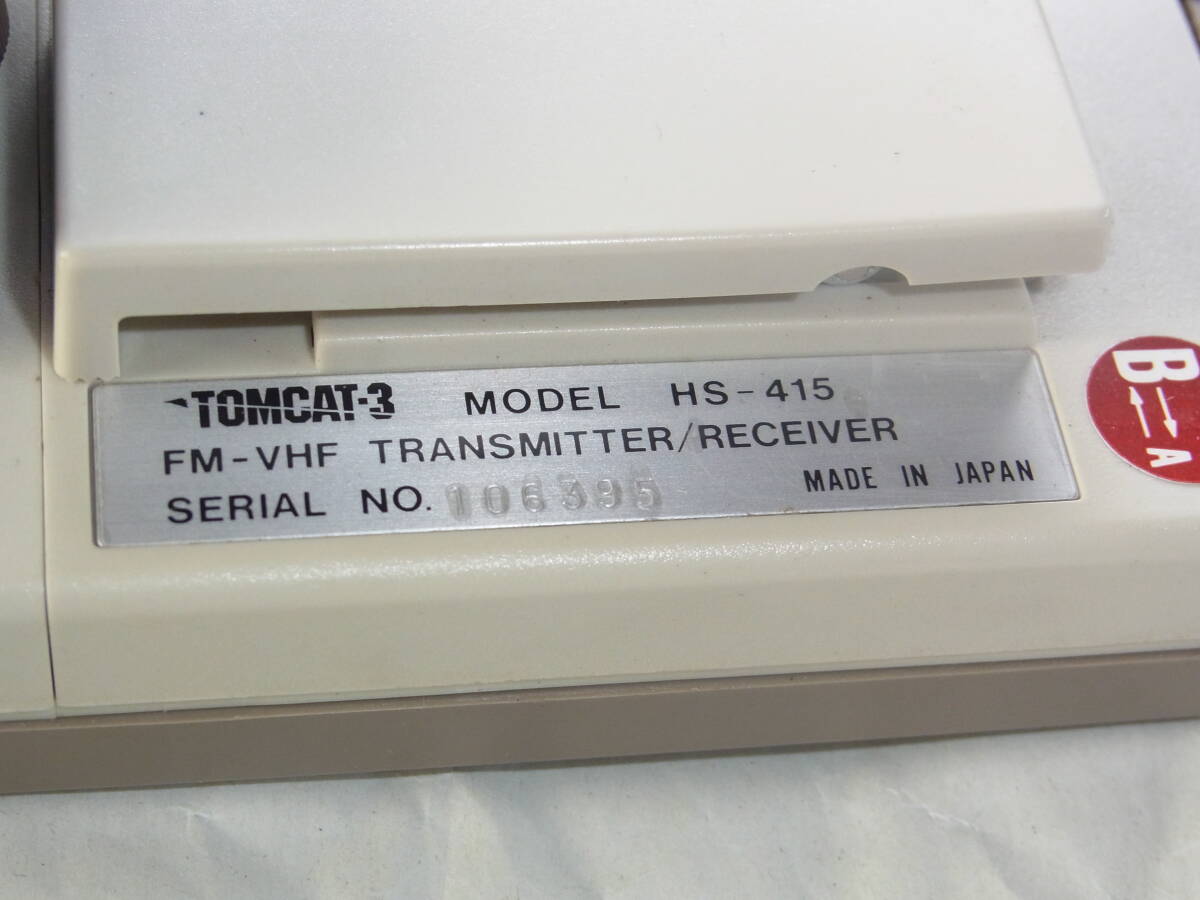 TOMCAT-3 MODEL HS-415
FM-VHF TRANSMITTER/RECEIVER
SERIAL NO. 106395
MADE IN JAPAN
B
A